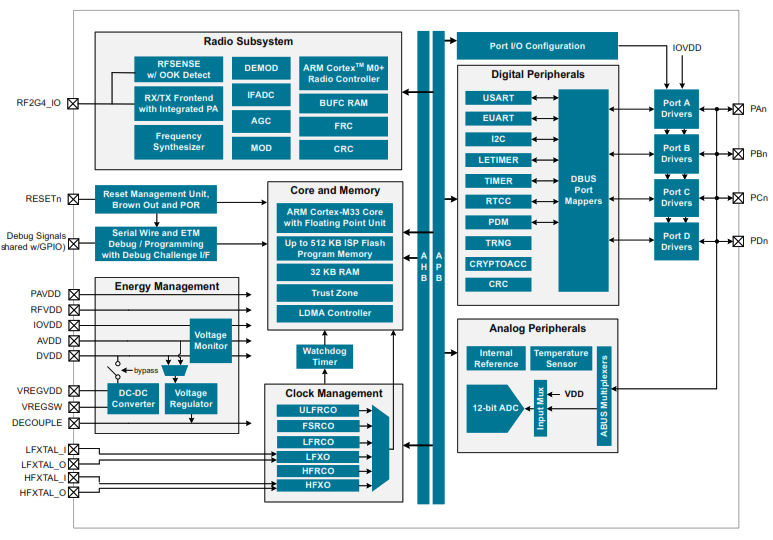 Radio Subsystem
RFSENSE
w/ OOK Detect
RX/TX Frontend
with Integrated PA
Frequency
Synthesizer
DEMOD
IFADC
AGC
MOD
ARM Cortex™ M0+
Radio Controller
BUFC RAM
FRC
CRC
RF2G4_IO
RESETn
Debug Signals
shared w/GPIO)
Reset Management Unit,
Brown Out and POR
Serial Wire and ETM
Debug / Programming
with Debug Challenge I/F
Core and Memory
ARM Cortex-M33 Core
with Floating Point Unit
Up to 512 KB ISP Flash
Program Memory
32 KB RAM
Trust Zone
LDMA Controller
Watchdog
Timer
Energy Management
PAVDD
RFVDD
IOVDD
AVDD
DVDD
VREGVDD
VREGSW
DECOUPLE
Voltage
Monitor
bypass
DC-DC
Converter
Voltage
Regulator
LFXTAL_I
LFXTAL_O
HFXTAL_I
HFXTAL_O
Clock Management
ULFRCO
FSRCO
LFRCO
LFXO
HFRCO
HFXO
A
H
B
A
P
B
Port I/O Configuration
IOVDD
Digital Peripherals
USART
EUART
I2C
LETIMER
TIMER
RTCC
PDM
TRNG
CRYPTOACC
CRC
DBUS
Port
Mappers
Port A
Drivers
Port B
Drivers
Port C
Drivers
Port D
Drivers
PAn
PBn
PCn
PDn
Analog Peripherals
Internal
Reference
Temperature
Sensor
12-bit ADC
Input Mux
VDD
ABUS Multiplexers